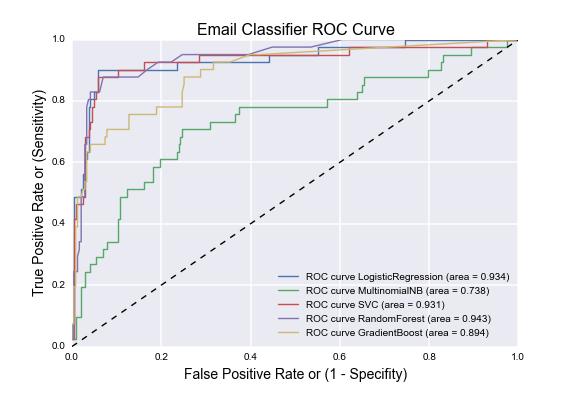 Email Classifier ROC Curve
1.0
0.8
0.6
0.4
0.2
0.0
True Positive Rate or (Sensitivity)
ROC curve LogisticRegression (area = 0.934)
ROC curve MultinomialNB (area = 0.738)
ROC curve SVC (area = 0.931)
ROC curve RandomForest (area = 0.943)
ROC curve GradientBoost (area = 0.894)
0.0 0.2 0.4 0.6 0.8 1.0
False Positive Rate or (1 - Specifity)